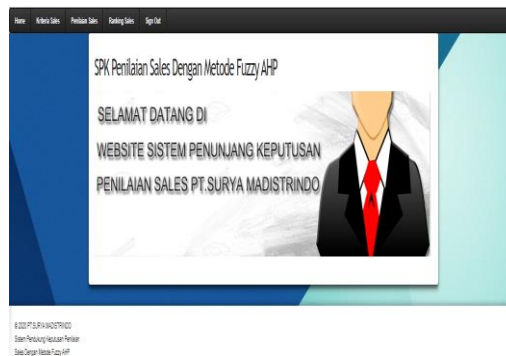 Home Kriteria Sales Penilaian Sales Ranking Sales Sign Out
SPK Penilaian Sales Dengan Metode Fuzzy AHP
SELAMAT DATANG DI
WEBSITE SISTEM PENUNJANG KEPUTUSAN
PENILAIAN SALES PT.SURYA MADISTRINDO
© 2020 PT.SURYA MADISTRINDO
Sistem Pendukung Keputusan Penilaian
Sales Dengan Metode Fuzzy AHP